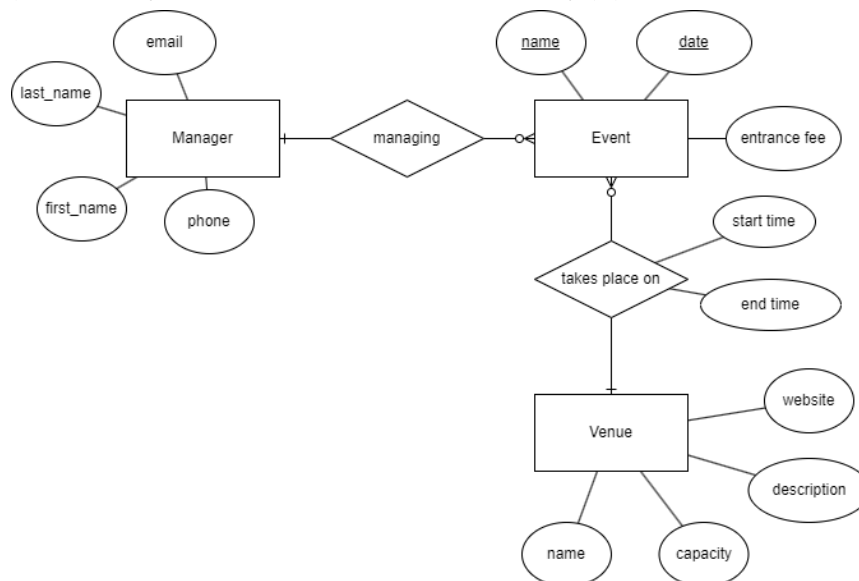 email
name
date
last_name
Manager
managing
Event
entrance fee
first_name
phone
start time
takes place on
end time
website
Venue
description
name
capacity